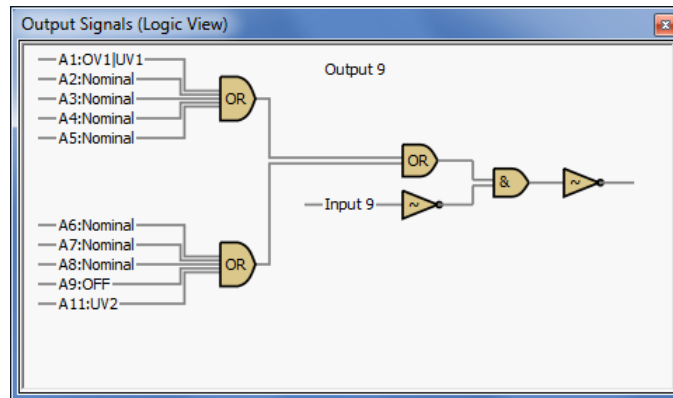 Output Signals (Logic View)
A1:OV1|UV1
A2:Nominal
A3:Nominal
A4:Nominal
A5:Nominal
OR
Output 9
OR
&
~
Input 9
~
A6:Nominal
A7:Nominal
A8:Nominal
A9:OFF
A11:UV2
OR